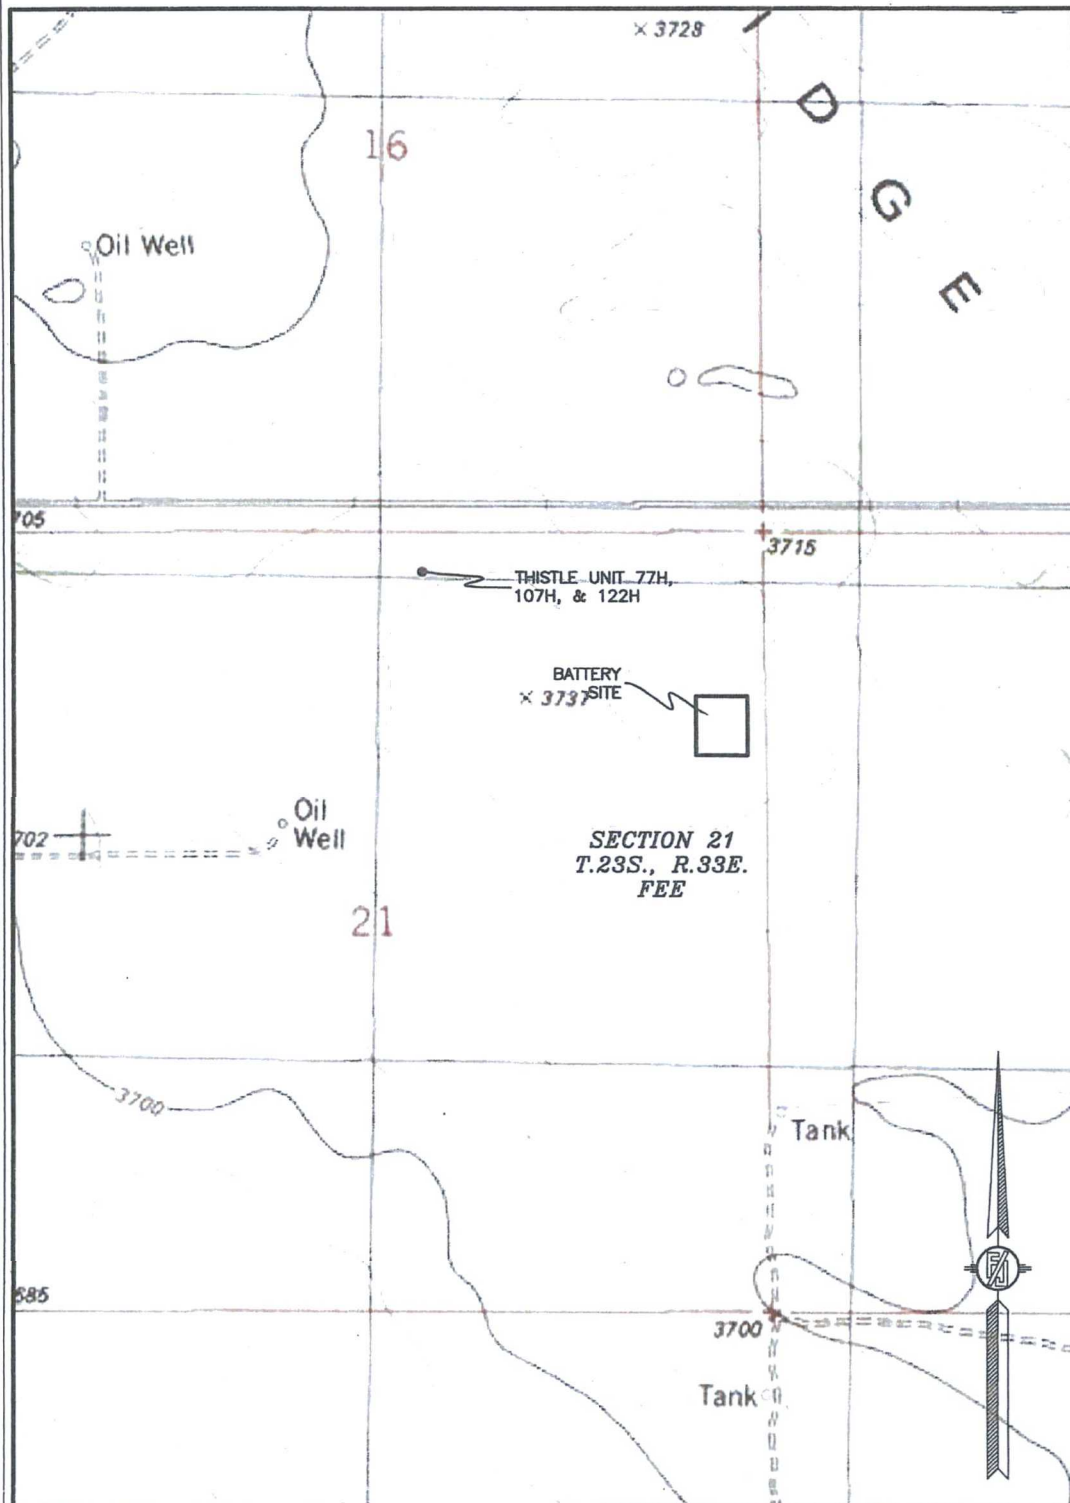 × 3728
D
G
E
16
Oil Well
705
3715
THISTLE UNIT 77H,
107H, & 122H
BATTERY
SITE
× 3737
Oil
Well
702
SECTION 21
T.23S., R.33E.
FEE
21
3700
Tank
685
3700
Tank